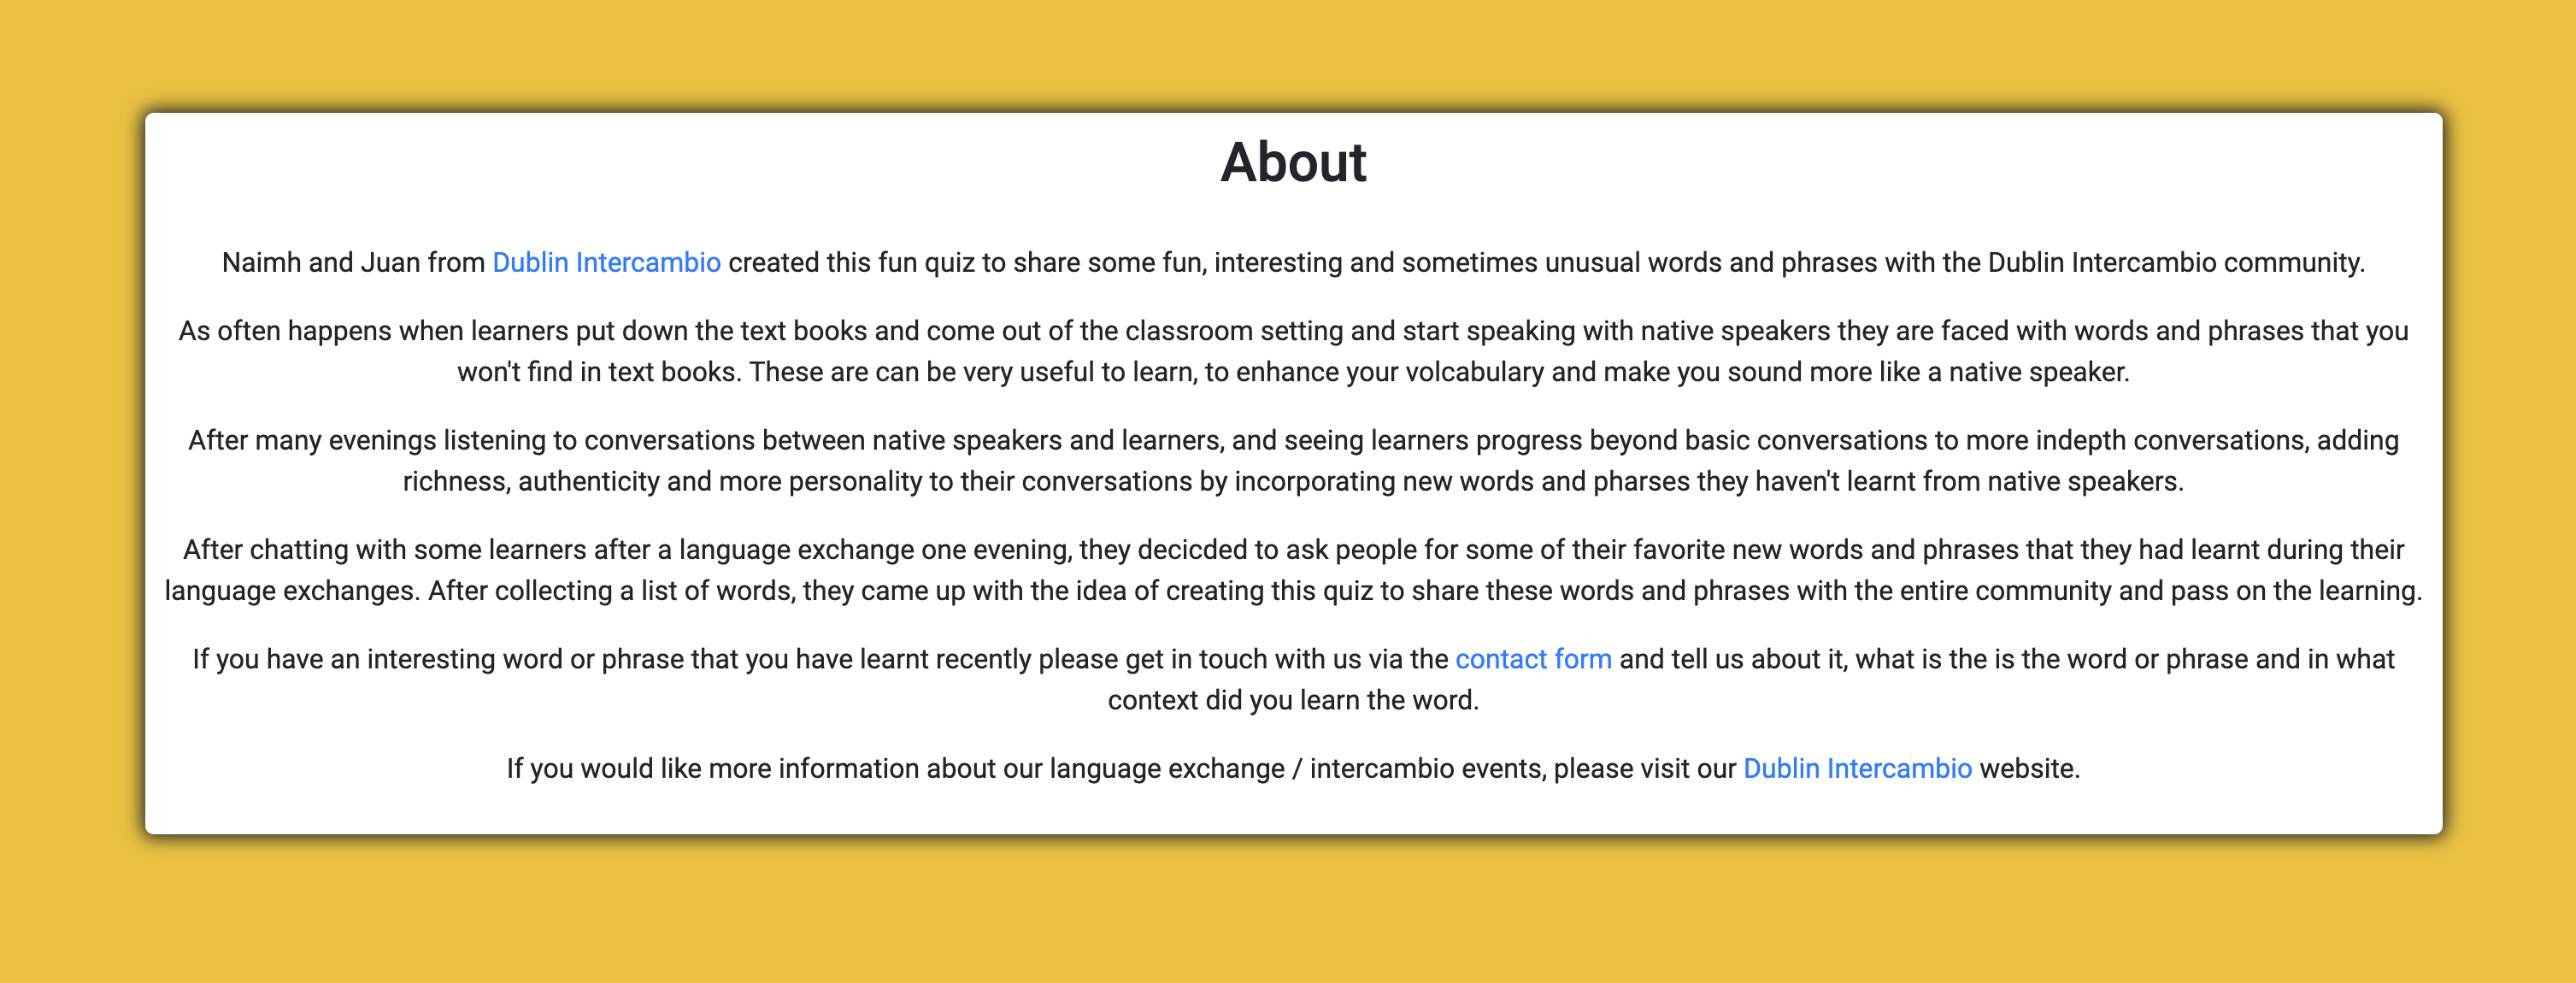 About
Naimh and Juan from Dublin Intercambio created this fun quiz to share some fun, interesting and sometimes unusual words and phrases with the Dublin Intercambio community.
As often happens when learners put down the text books and come out of the classroom setting and start speaking with native speakers they are faced with words and phrases that you
won't find in text books. These are can be very useful to learn, to enhance your volcabulary and make you sound more like a native speaker.
After many evenings listening to conversations between native speakers and learners, and seeing learners progress beyond basic conversations to more indepth conversations, adding
richness, authenticity and more personality to their conversations by incorporating new words and pharses they haven't learnt from native speakers.
After chatting with some learners after a language exchange one evening, they decicded to ask people for some of their favorite new words and phrases that they had learnt during their
language exchanges. After collecting a list of words, they came up with the idea of creating this quiz to share these words and phrases with the entire community and pass on the learning.
If you have an interesting word or phrase that you have learnt recently please get in touch with us via the contact form and tell us about it, what is the is the word or phrase and in what
context did you learn the word.
If you would like more information about our language exchange / intercambio events, please visit our Dublin Intercambio website.